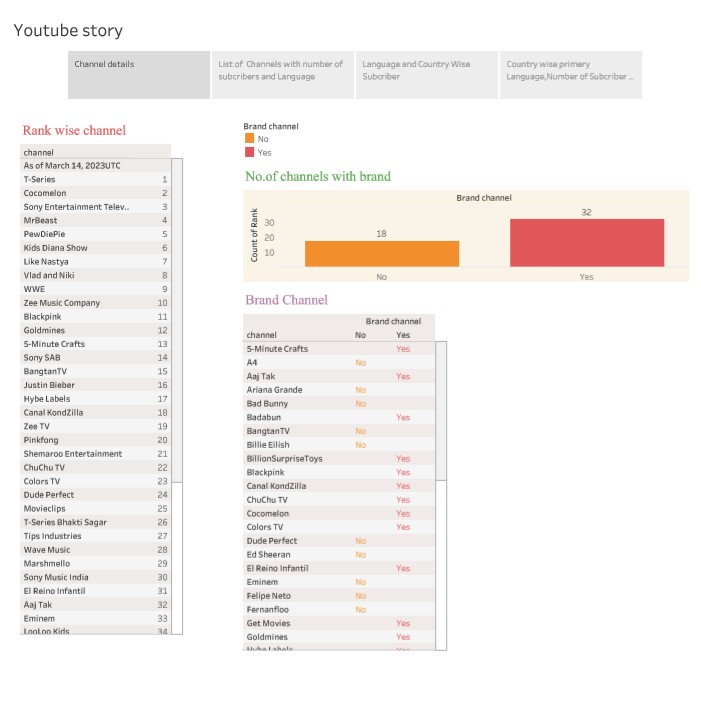 Youtube story
Channel details
List of Channels with number of
subcribers and Language
Language and Country Wise
Subcriber
Country wise primery
Language,Number of Subcriber ..
Rank wise channel
channel
As of March 14, 2023UTC
T-Series 1
Cocomelon 2
Sony Entertainment Telev.. 3
MrBeast 4
PewDiePie 5
Kids Diana Show 6
Like Nastya 7
Vlad and Niki 8
WWE 9
Zee Music Company 10
Blackpink 11
Goldmines 12
5-Minute Crafts 13
Sony SAB 14
BangtanTV 15
Justin Bieber 16
Hybe Labels 17
Canal KondZilla 18
Zee TV 19
Pinkfong 20
Shemaroo Entertainment 21
ChuChu TV 22
Colors TV 23
Dude Perfect 24
Movieclips 25
T-Series Bhakti Sagar 26
Tips Industries 27
Wave Music 28
Marshmello 29
Sony Music India 30
El Reino Infantil 31
Aaj Tak 32
Eminem 33
LooLoo Kids 34
Brand channel
No
Yes
No.of channels with brand
Brand channel
Count of Rank
30
20
10
18
32
No
Yes
Brand Channel
Brand channel
channel No Yes
5-Minute Crafts Yes
A4 No
Aaj Tak Yes
Ariana Grande No
Bad Bunny No
Badabun Yes
BangtanTV No
Billie Eilish No
BillionSurpriseToys Yes
Blackpink Yes
Canal KondZilla Yes
ChuChu TV Yes
Cocomelon Yes
Colors TV Yes
Dude Perfect No
Ed Sheeran No
El Reino Infantil Yes
Eminem No
Felipe Neto No
Fernanfloo No
Get Movies Yes
Goldmines Yes
Hybe Labels Yes